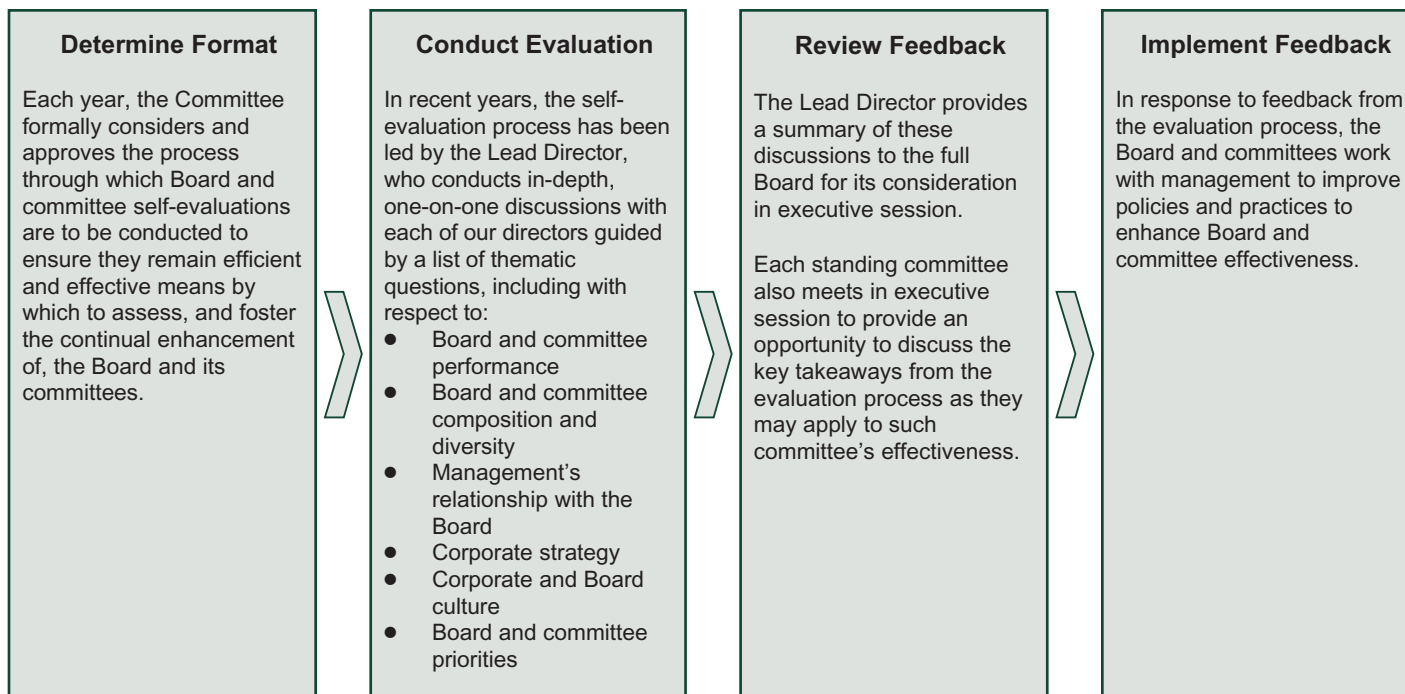 Determine Format
Each year, the Committee
formally considers and
approves the process
through which Board and
committee self-evaluations
are to be conducted to
ensure they remain efficient
and effective means by
which to assess, and foster
the continual enhancement
of, the Board and its
committees.
Conduct Evaluation
In recent years, the self-
evaluation process has been
led by the Lead Director,
who conducts in-depth,
one-on-one discussions with
each of our directors guided
by a list of thematic
questions, including with
respect to:
● Board and committee
performance
● Board and committee
composition and
diversity
● Management’s
relationship with the
Board
● Corporate strategy
● Corporate and Board
culture
● Board and committee
priorities
Review Feedback
The Lead Director provides
a summary of these
discussions to the full
Board for its consideration
in executive session.
Each standing committee
also meets in executive
session to provide an
opportunity to discuss the
key takeaways from the
evaluation process as they
may apply to such
committee’s effectiveness.
Implement Feedback
In response to feedback from
the evaluation process, the
Board and committees work
with management to improve
policies and practices to
enhance Board and
committee effectiveness.